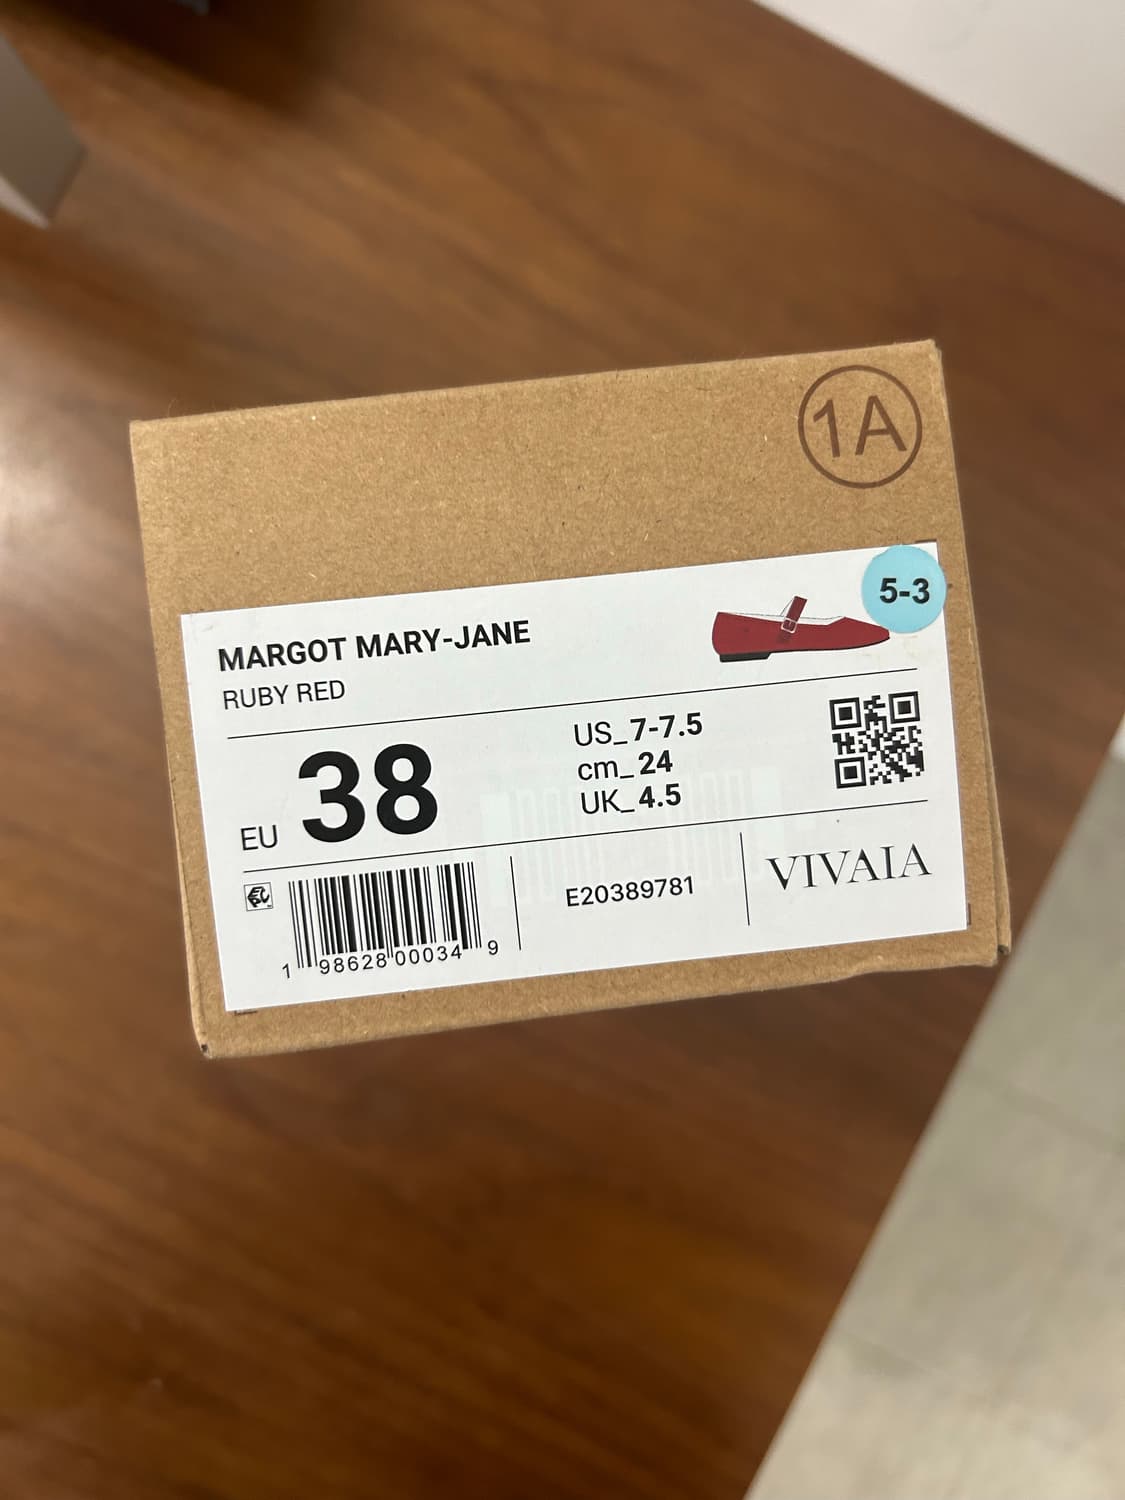 1A
5-3
MARGOT MARY-JANE
RUBY RED
EU 38
US_7-7.5
cm_24
UK_4.5
1 98628 00034 9
E20389781
VIVAIA